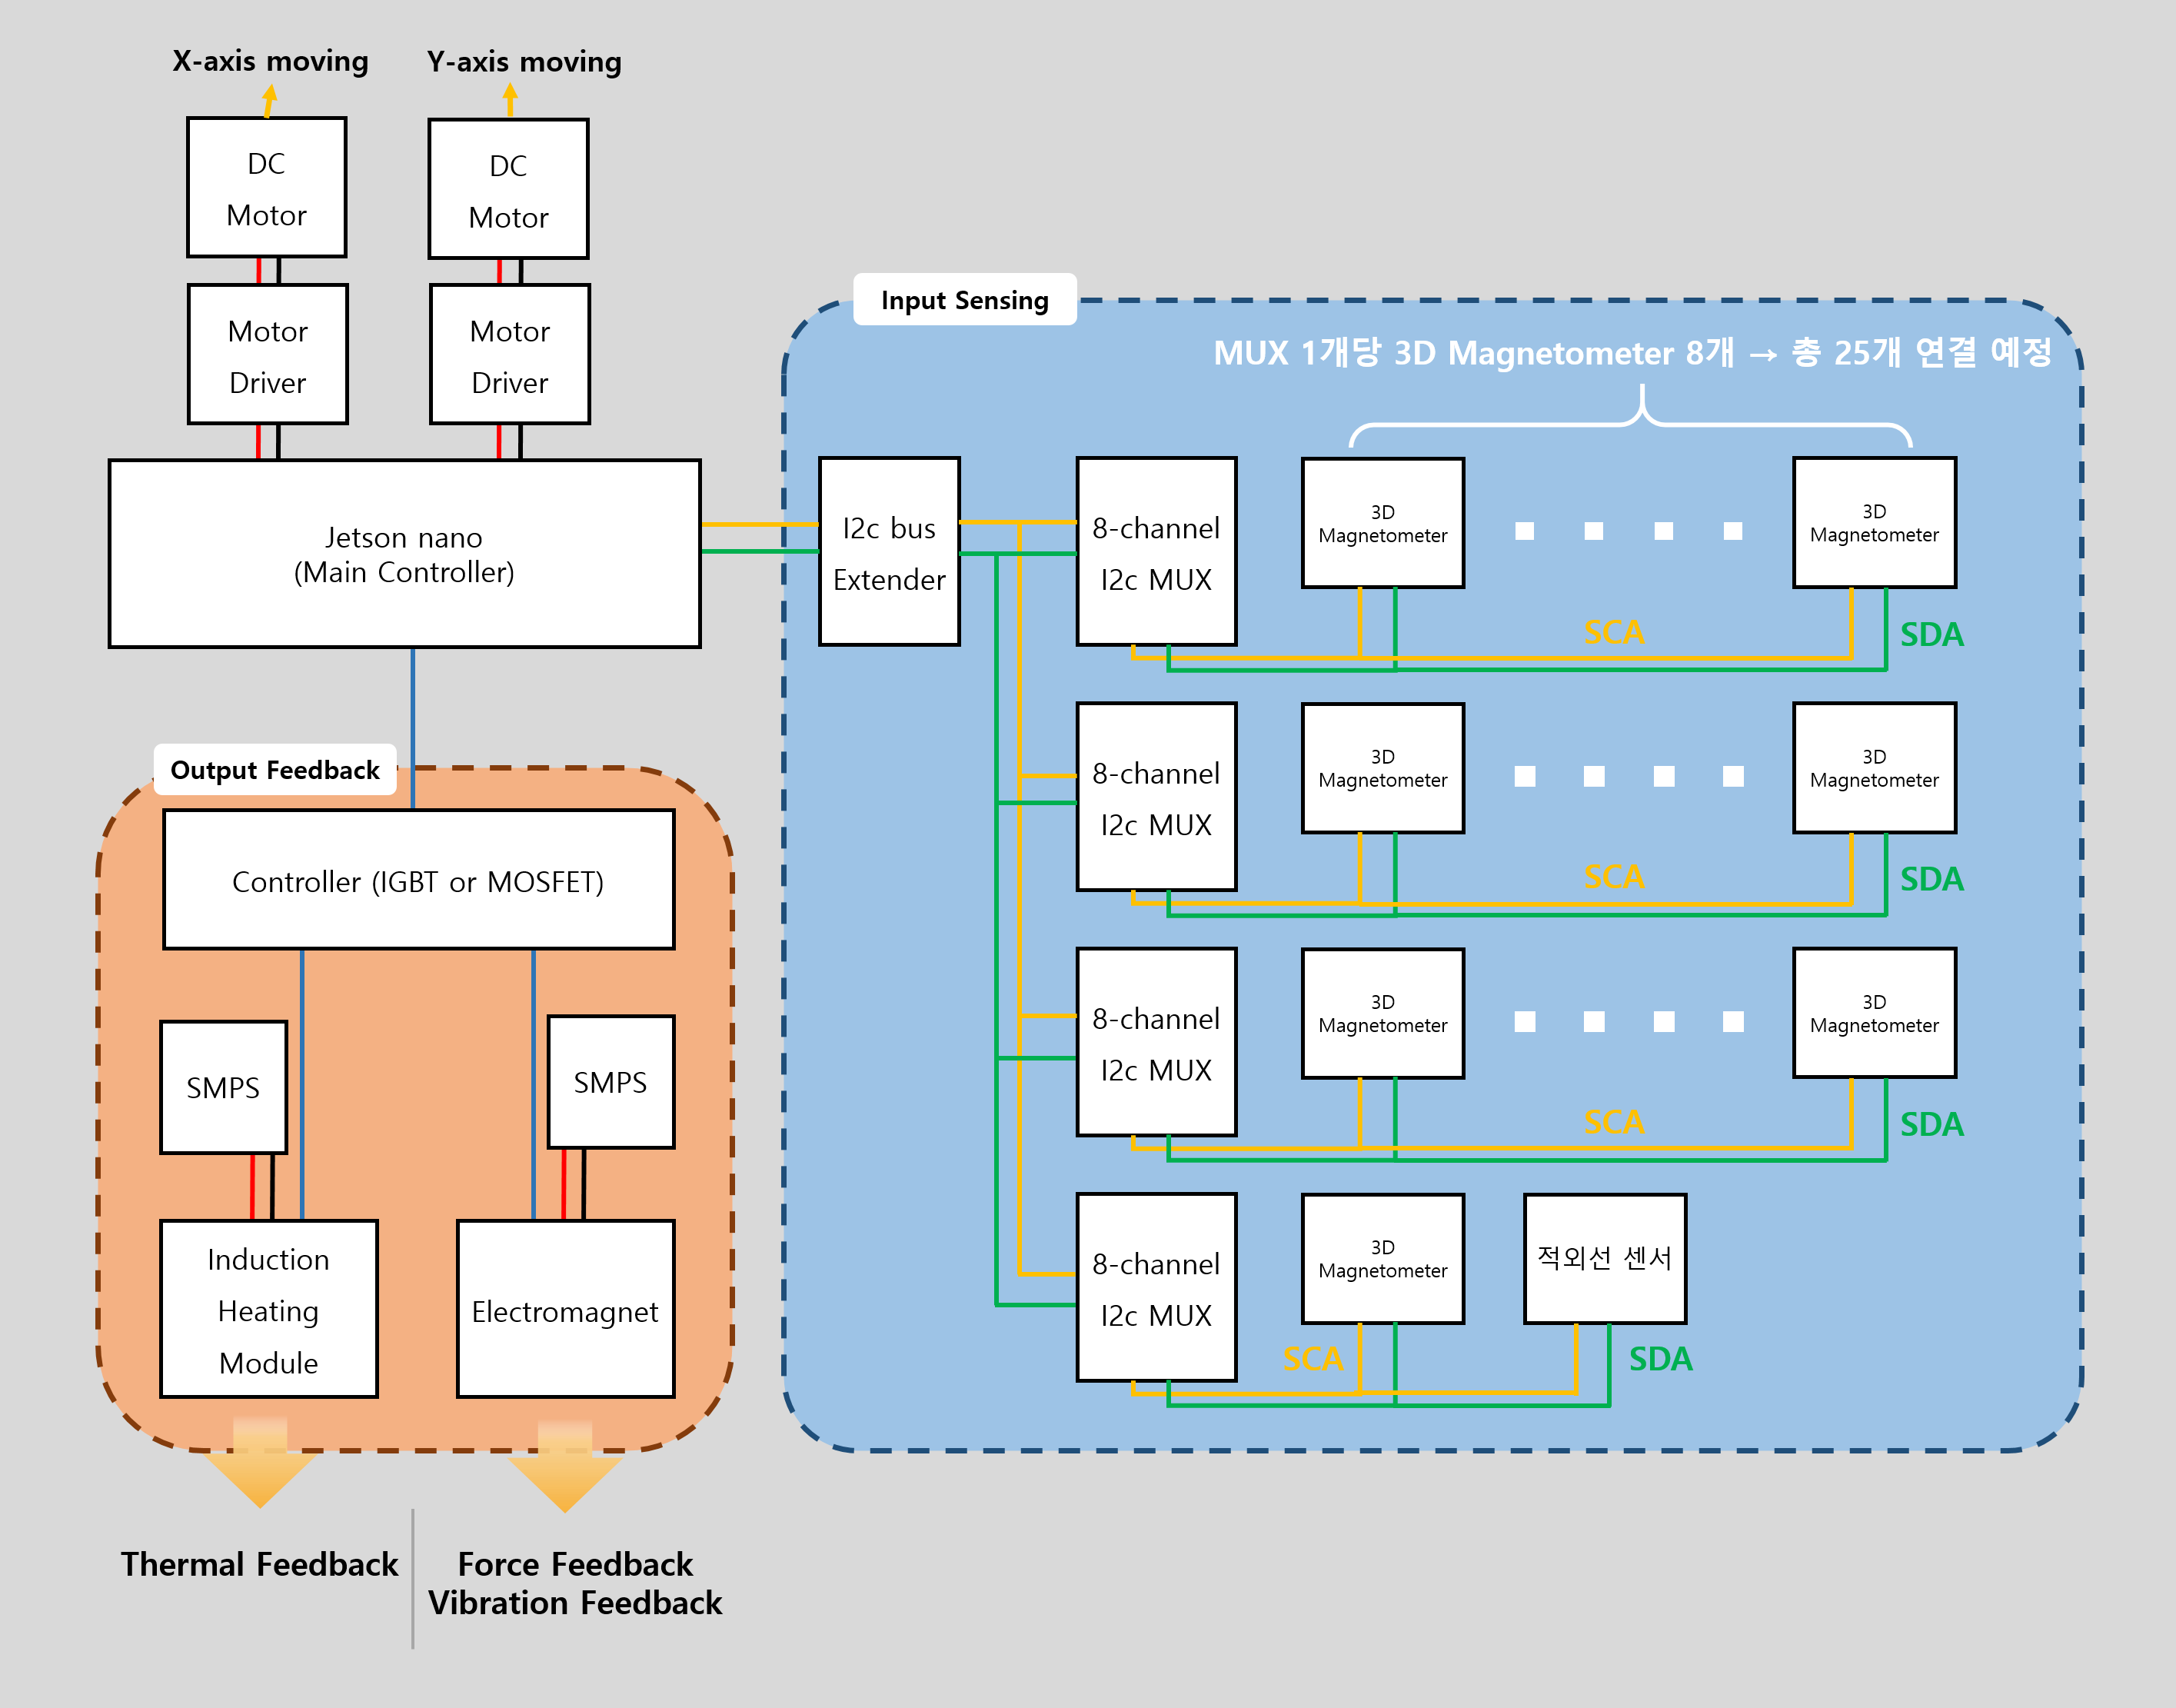 X-axis moving
Y-axis moving
DC
Motor
DC
Motor
Motor
Driver
Motor
Driver
Jetson nano
(Main Controller)
Input Sensing
MUX 1개당 3D Magnetometer 8개 → 총 25개 연결 예정
I2c bus
Extender
8-channel
I2c MUX
3D
Magnetometer
3D
Magnetometer
SCA
SDA
8-channel
I2c MUX
3D
Magnetometer
3D
Magnetometer
SCA
SDA
8-channel
I2c MUX
3D
Magnetometer
3D
Magnetometer
SCA
SDA
8-channel
I2c MUX
3D
Magnetometer
적외선 센서
SCA
SDA
Output Feedback
Controller (IGBT or MOSFET)
SMPS
SMPS
Induction
Heating
Module
Electromagnet
Thermal Feedback
Force Feedback
Vibration Feedback